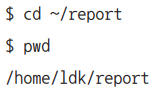 $ cd ~/report
$ pwd
/home/ldk/report